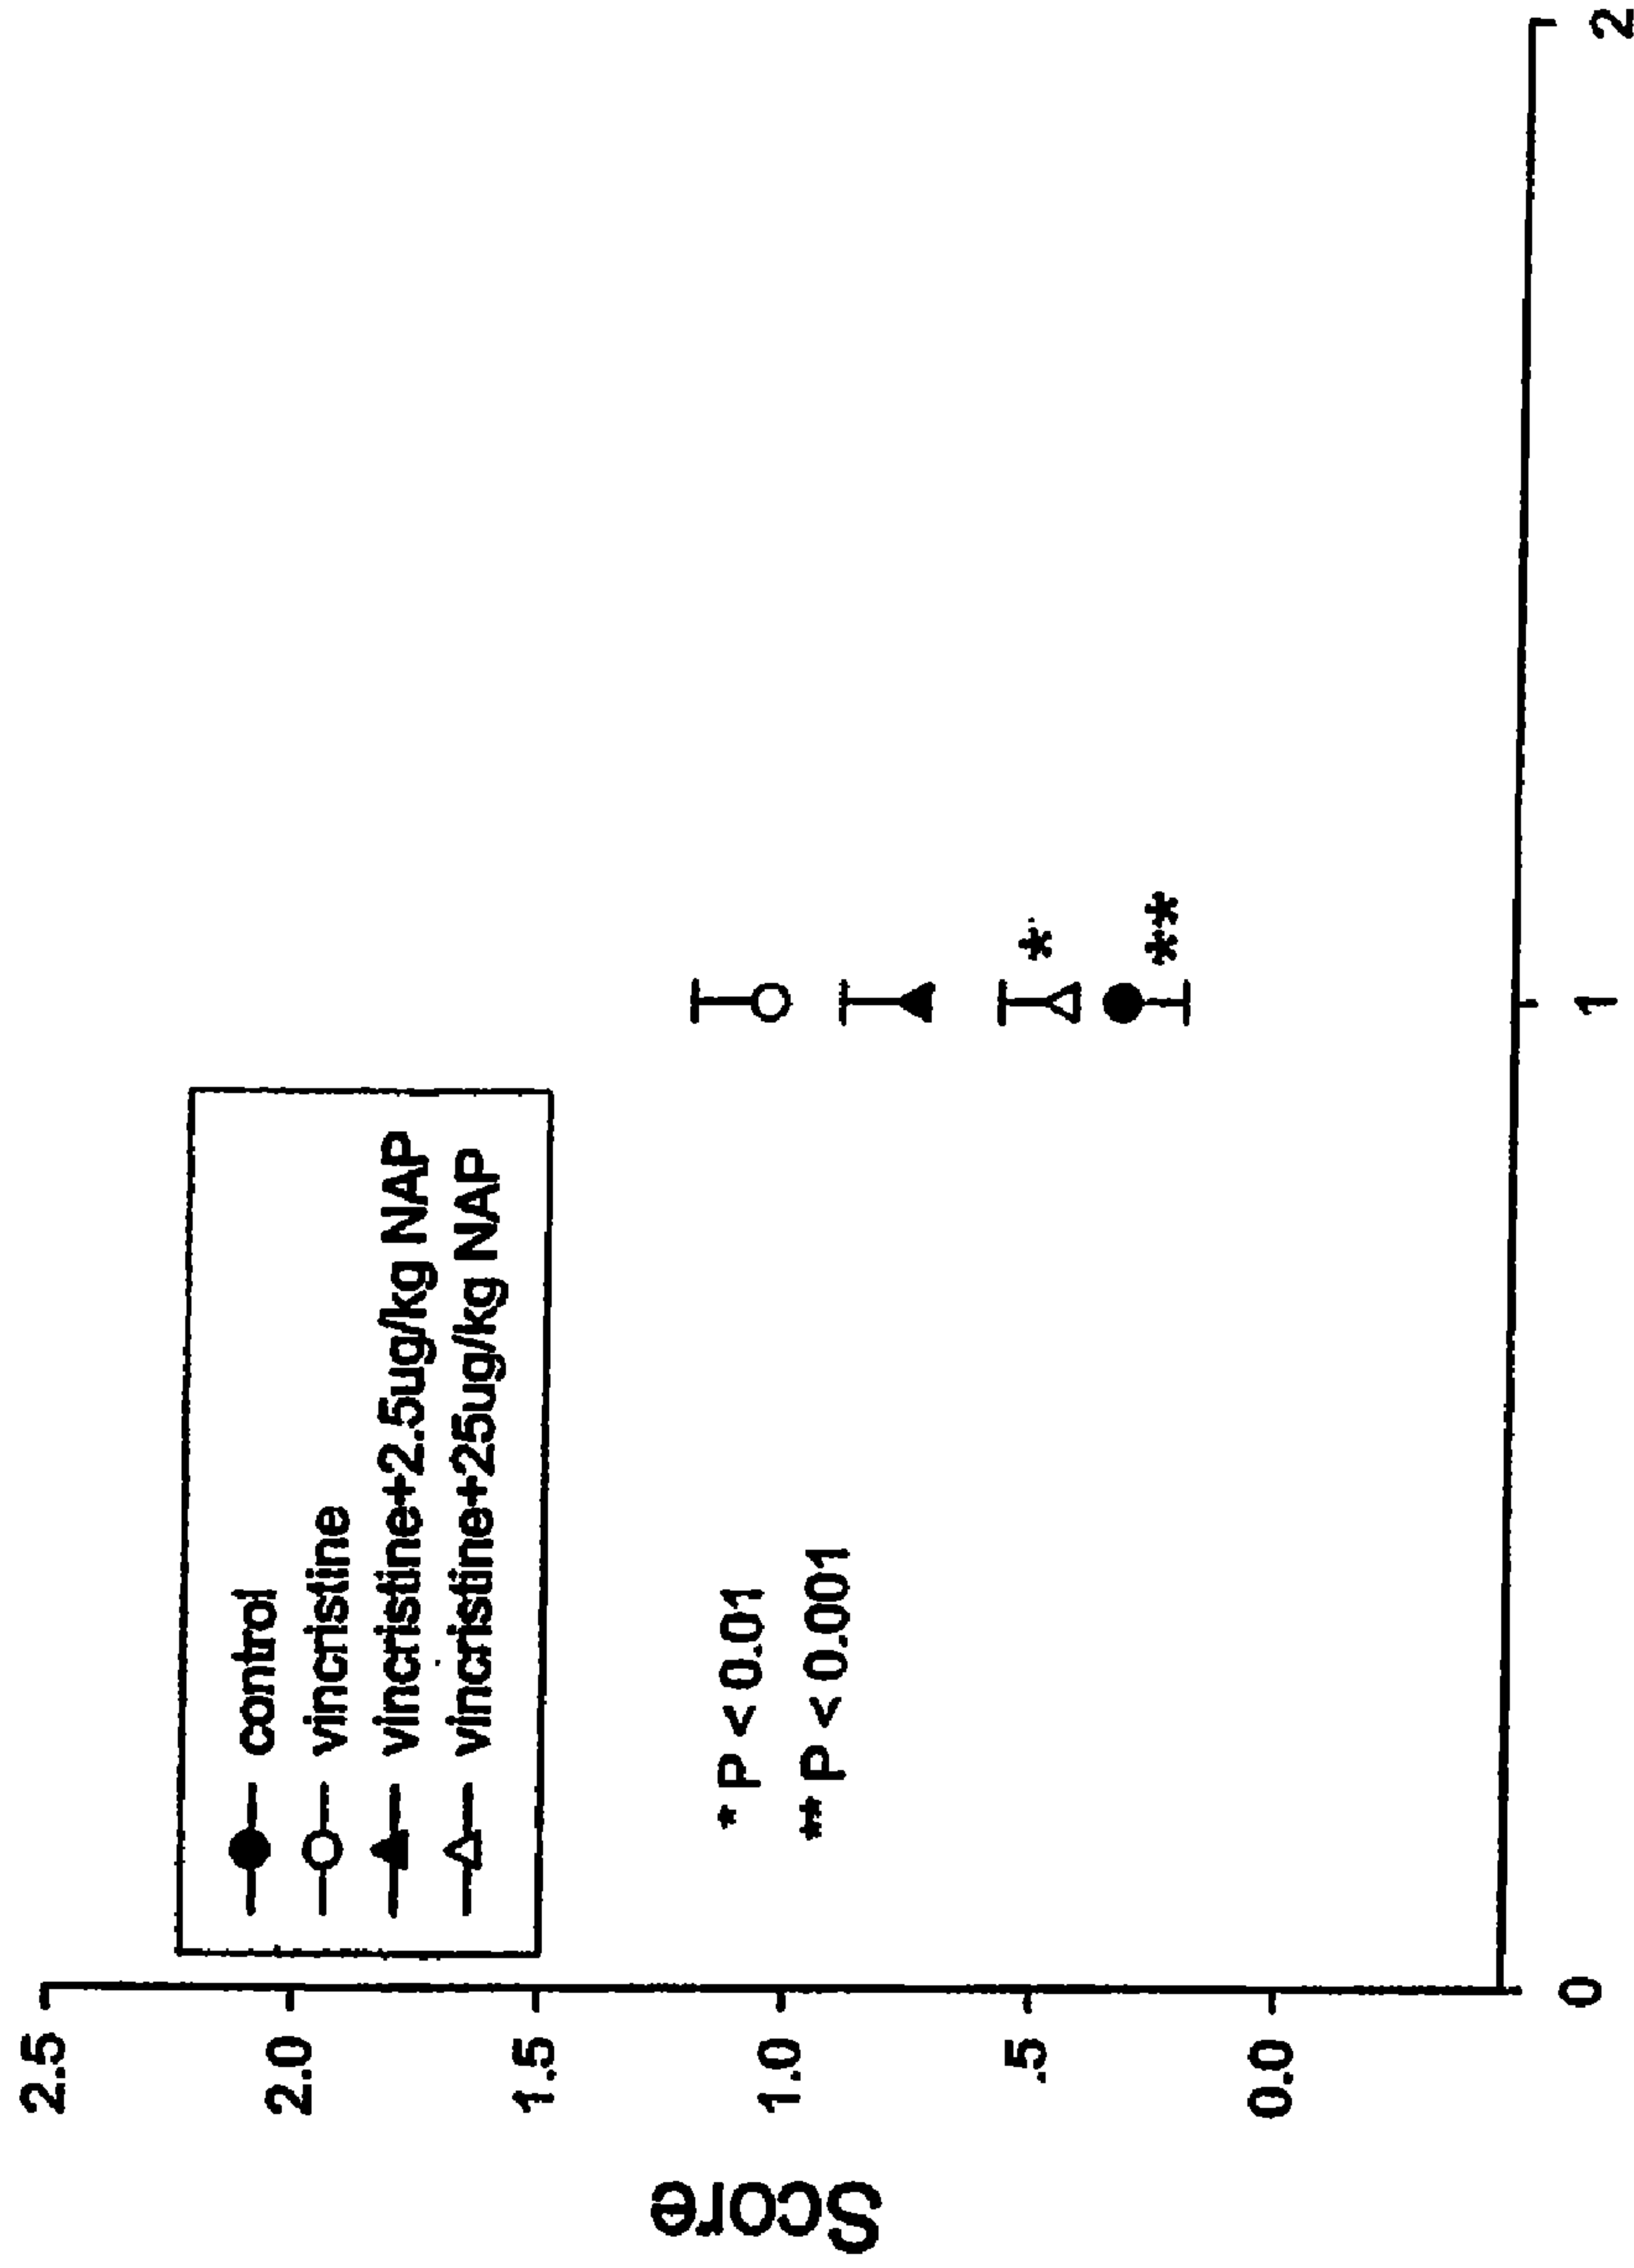 2.5
2.0
1.5
1.0
.5
0.0
Score
control
vincristine
vincristine+2.5ug/kg NAP
vincristine+25ug/kg NAP
* P < 0.01
** P < 0.001
*
**
0
1
2